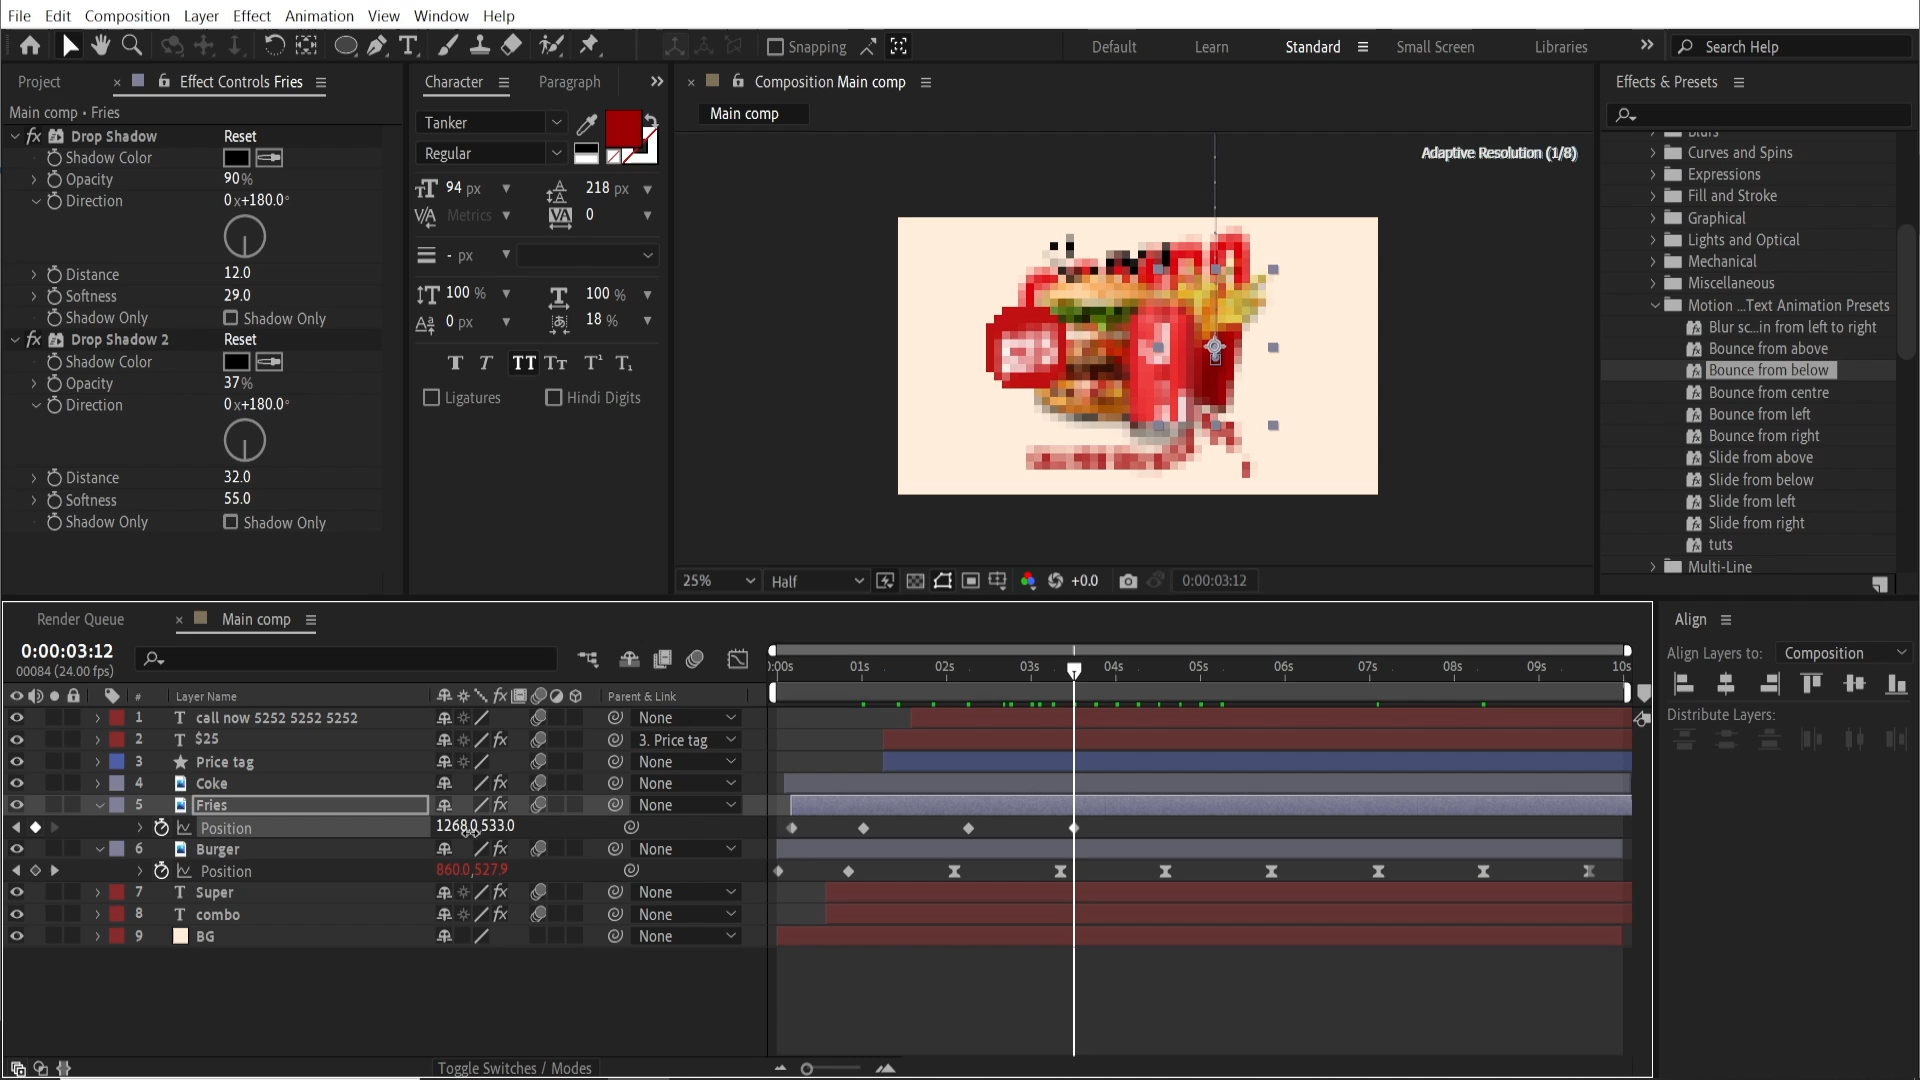 File Edit Composition Layer Effect Animation View Window Help
Snapping
Default Learn Standard Small Screen Libraries Search Help
Project Effect Controls Fries
Main comp • Fries
Drop Shadow Reset
Shadow Color
Opacity 90%
Direction 0x+180.0°
Distance 12.0
Softness 29.0
Shadow Only Shadow Only
Drop Shadow 2 Reset
Shadow Color
Opacity 37%
Direction 0x+180.0°
Distance 32.0
Softness 55.0
Shadow Only Shadow Only
Character Paragraph
Tanker
Regular
94 px 218 px
Metrics 0
- px
100 % 100 %
0 px 18 %
Ligatures Hindi Digits
Composition Main comp
Main comp
Adaptive Resolution (1/8)
25% Half +0.0 0:00:03:12
Effects & Presets
Blurs
Curves and Spins
Expressions
Fill and Stroke
Graphical
Lights and Optical
Mechanical
Miscellaneous
Motion ...Text Animation Presets
Blur sc...in from left to right
Bounce from above
Bounce from below
Bounce from centre
Bounce from left
Bounce from right
Slide from above
Slide from below
Slide from left
Slide from right
tuts
Multi-Line
Render Queue Main comp
0:00:03:12
00084 (24.00 fps)
# Layer Name Parent & Link
0:00s 01s 02s 03s 04s 05s 06s 07s 08s 09s 10s
1 T call now 5252 5252 5252 None
2 T $25 3. Price tag
3 Price tag None
4 Coke None
5 Fries None
Position 1268.0,533.0
6 Burger None
Position 860.0,527.9
7 T Super None
8 T combo None
9 BG None
Toggle Switches / Modes
Align
Align Layers to: Composition
Distribute Layers: